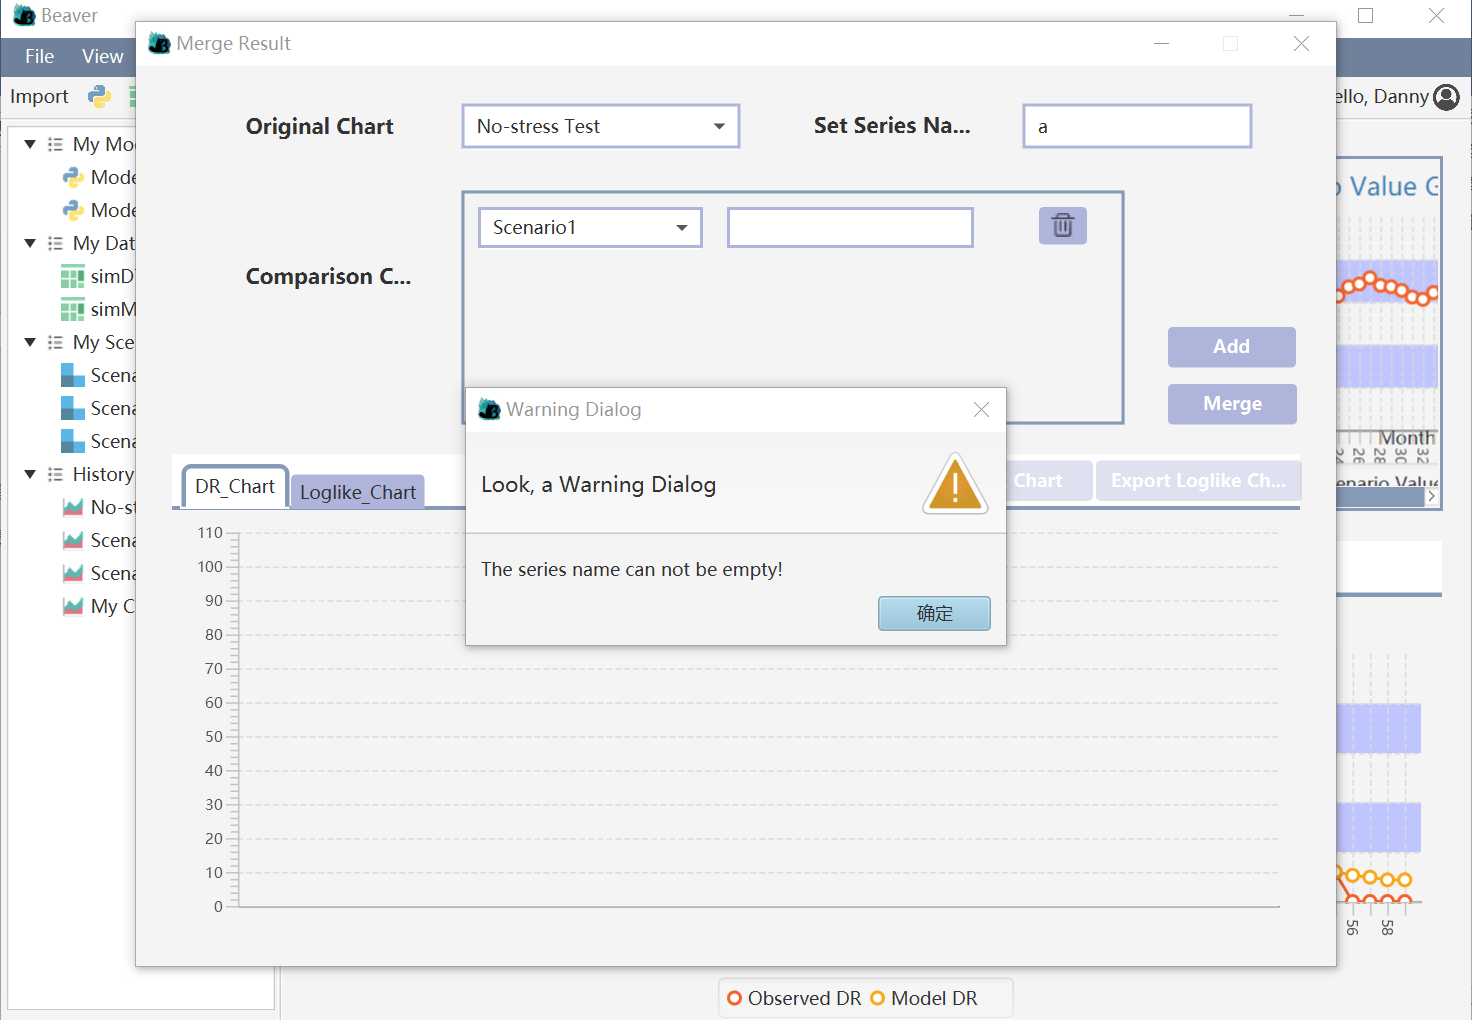 Beaver
File View
Import
ello, Danny
My Mod
Mode
Mode
My Dat
simD
simM
My Sce
Scena
Scena
Scena
History
No-st
Scena
Scena
My C
Merge Result
Original Chart
No-stress Test
Set Series Na...
a
Comparison C...
Scenario1
Add
Merge
DR_Chart
Loglike_Chart
Chart
Export Loglike Ch...
110
100
90
80
70
60
50
40
30
20
10
0
Warning Dialog
Look, a Warning Dialog
The series name can not be empty!
确定
o Value G
26
28
30
32
Month
enario Value
56
58
Observed DR
Model DR